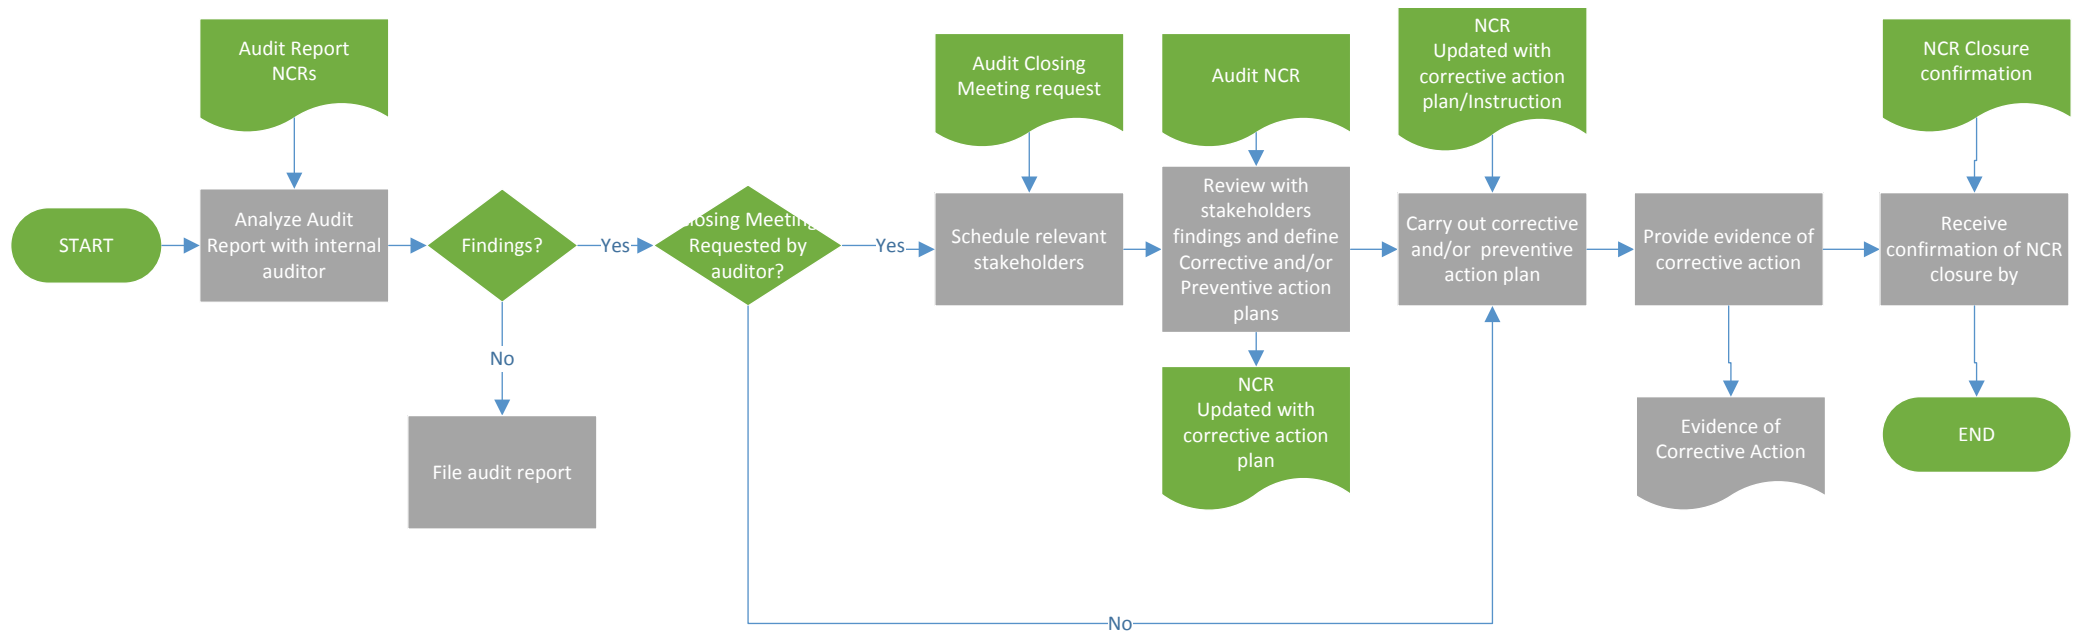 Audit Report
NCRs
Audit Closing
Meeting request
Audit NCR
NCR
Updated with
corrective action
plan/Instruction
NCR Closure
confirmation
START
Analyze Audit
Report with internal
auditor
Findings?
Yes
losing Meeting
Requested by
auditor?
Yes
Schedule relevant
stakeholders
Review with
stakeholders
findings and define
Corrective and/or
Preventive action
plans
Carry out corrective
and/or preventive
action plan
Provide evidence of
corrective action
Receive
confirmation of NCR
closure by
No
File audit report
NCR
Updated with
corrective action
plan
Evidence of
Corrective Action
END
No